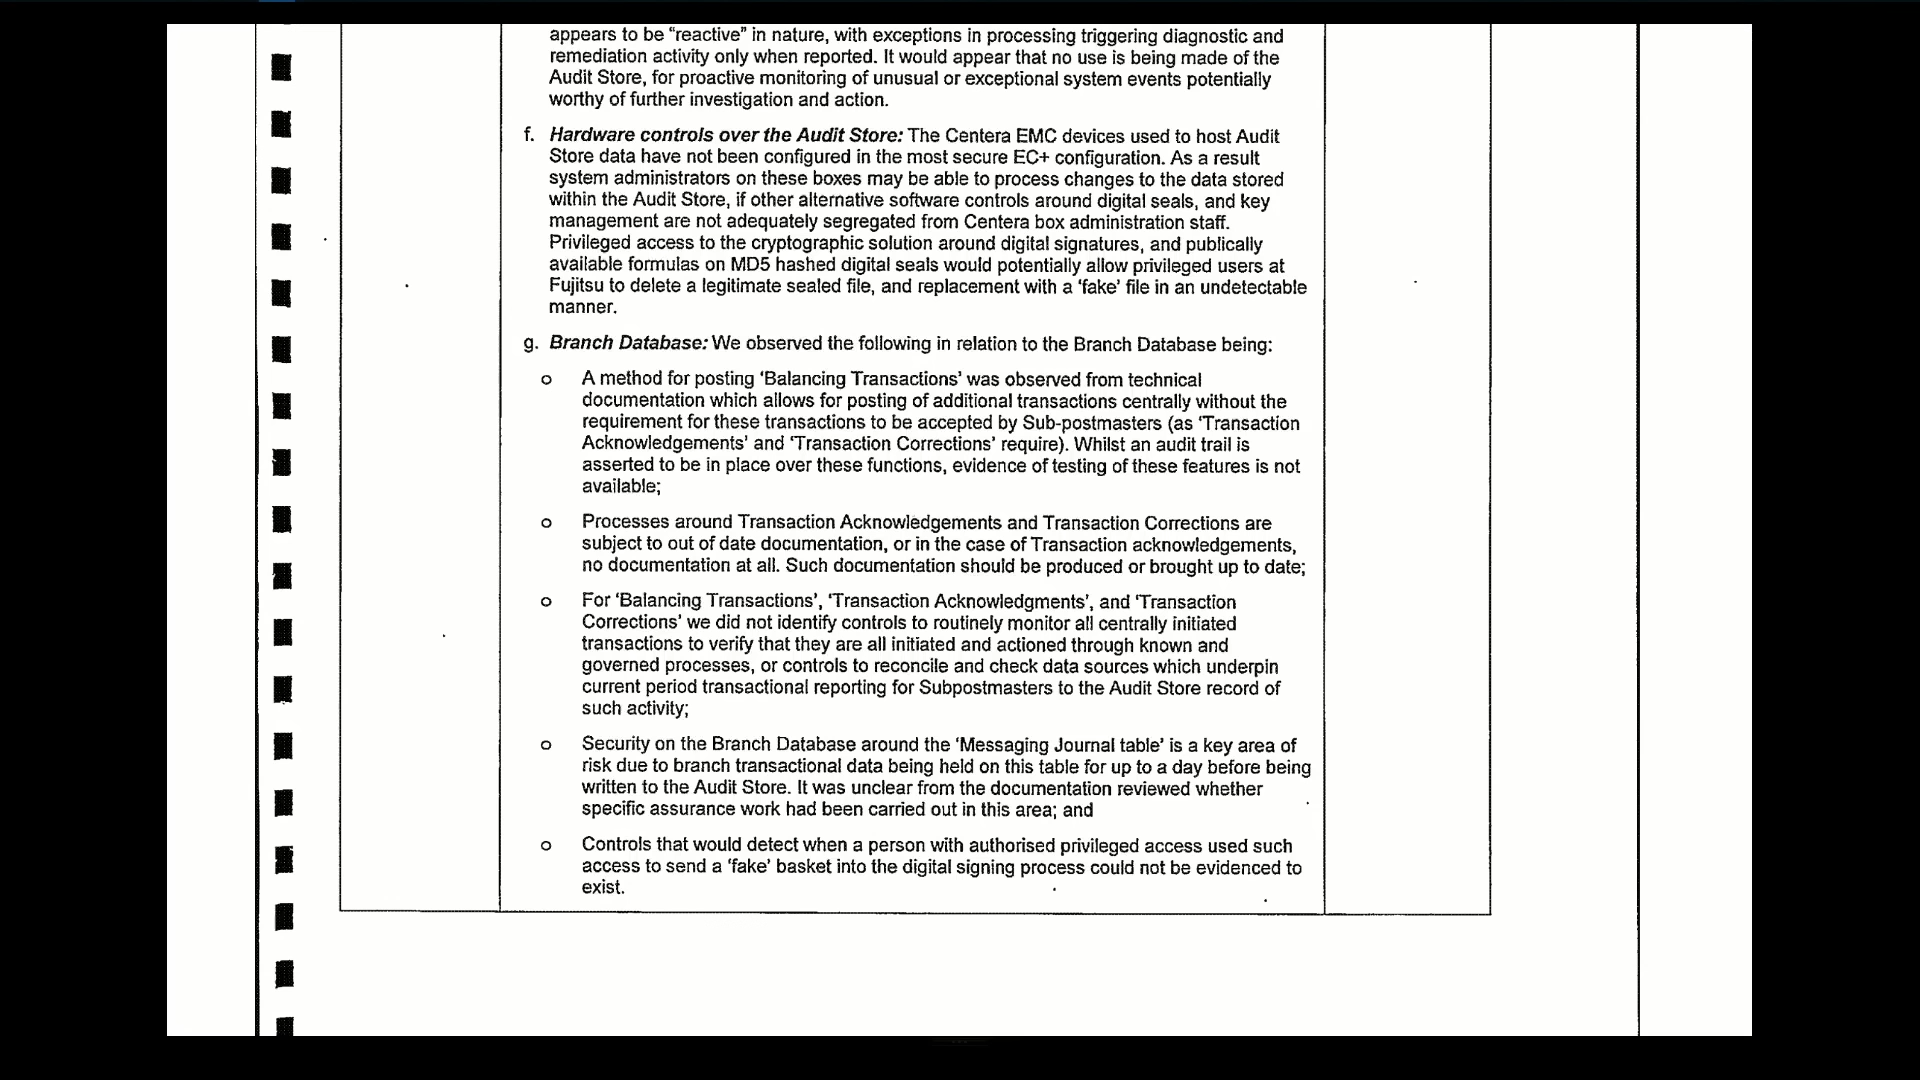 appears to be “reactive” in nature, with exceptions in processing triggering diagnostic and
remediation activity only when reported. It would appear that no use is being made of the
Audit Store, for proactive monitoring of unusual or exceptional system events potentially
worthy of further investigation and action.
f. Hardware controls over the Audit Store: The Centera EMC devices used to host Audit
Store data have not been configured in the most secure EC+ configuration. As a result
system administrators on these boxes may be able to process changes to the data stored
within the Audit Store, if other alternative software controls around digital seals, and key
management are not adequately segregated from Centera box administration staff.
Privileged access to the cryptographic solution around digital signatures, and publically
available formulas on MD5 hashed digital seals would potentially allow privileged users at
Fujitsu to delete a legitimate sealed file, and replacement with a ‘fake’ file in an undetectable
manner.
g. Branch Database: We observed the following in relation to the Branch Database being:
o A method for posting ‘Balancing Transactions’ was observed from technical
documentation which allows for posting of additional transactions centrally without the
requirement for these transactions to be accepted by Sub-postmasters (as ‘Transaction
Acknowledgements’ and ‘Transaction Corrections’ require). Whilst an audit trail is
asserted to be in place over these functions, evidence of testing of these features is not
available;
o Processes around Transaction Acknowledgements and Transaction Corrections are
subject to out of date documentation, or in the case of Transaction acknowledgements,
no documentation at all. Such documentation should be produced or brought up to date;
o For ‘Balancing Transactions’, ‘Transaction Acknowledgments’, and ‘Transaction
Corrections’ we did not identify controls to routinely monitor all centrally initiated
transactions to verify that they are all initiated and actioned through known and
governed processes, or controls to reconcile and check data sources which underpin
current period transactional reporting for Subpostmasters to the Audit Store record of
such activity;
o Security on the Branch Database around the ‘Messaging Journal table’ is a key area of
risk due to branch transactional data being held on this table for up to a day before being
written to the Audit Store. It was unclear from the documentation reviewed whether
specific assurance work had been carried out in this area; and
o Controls that would detect when a person with authorised privileged access used such
access to send a ‘fake’ basket into the digital signing process could not be evidenced to
exist.